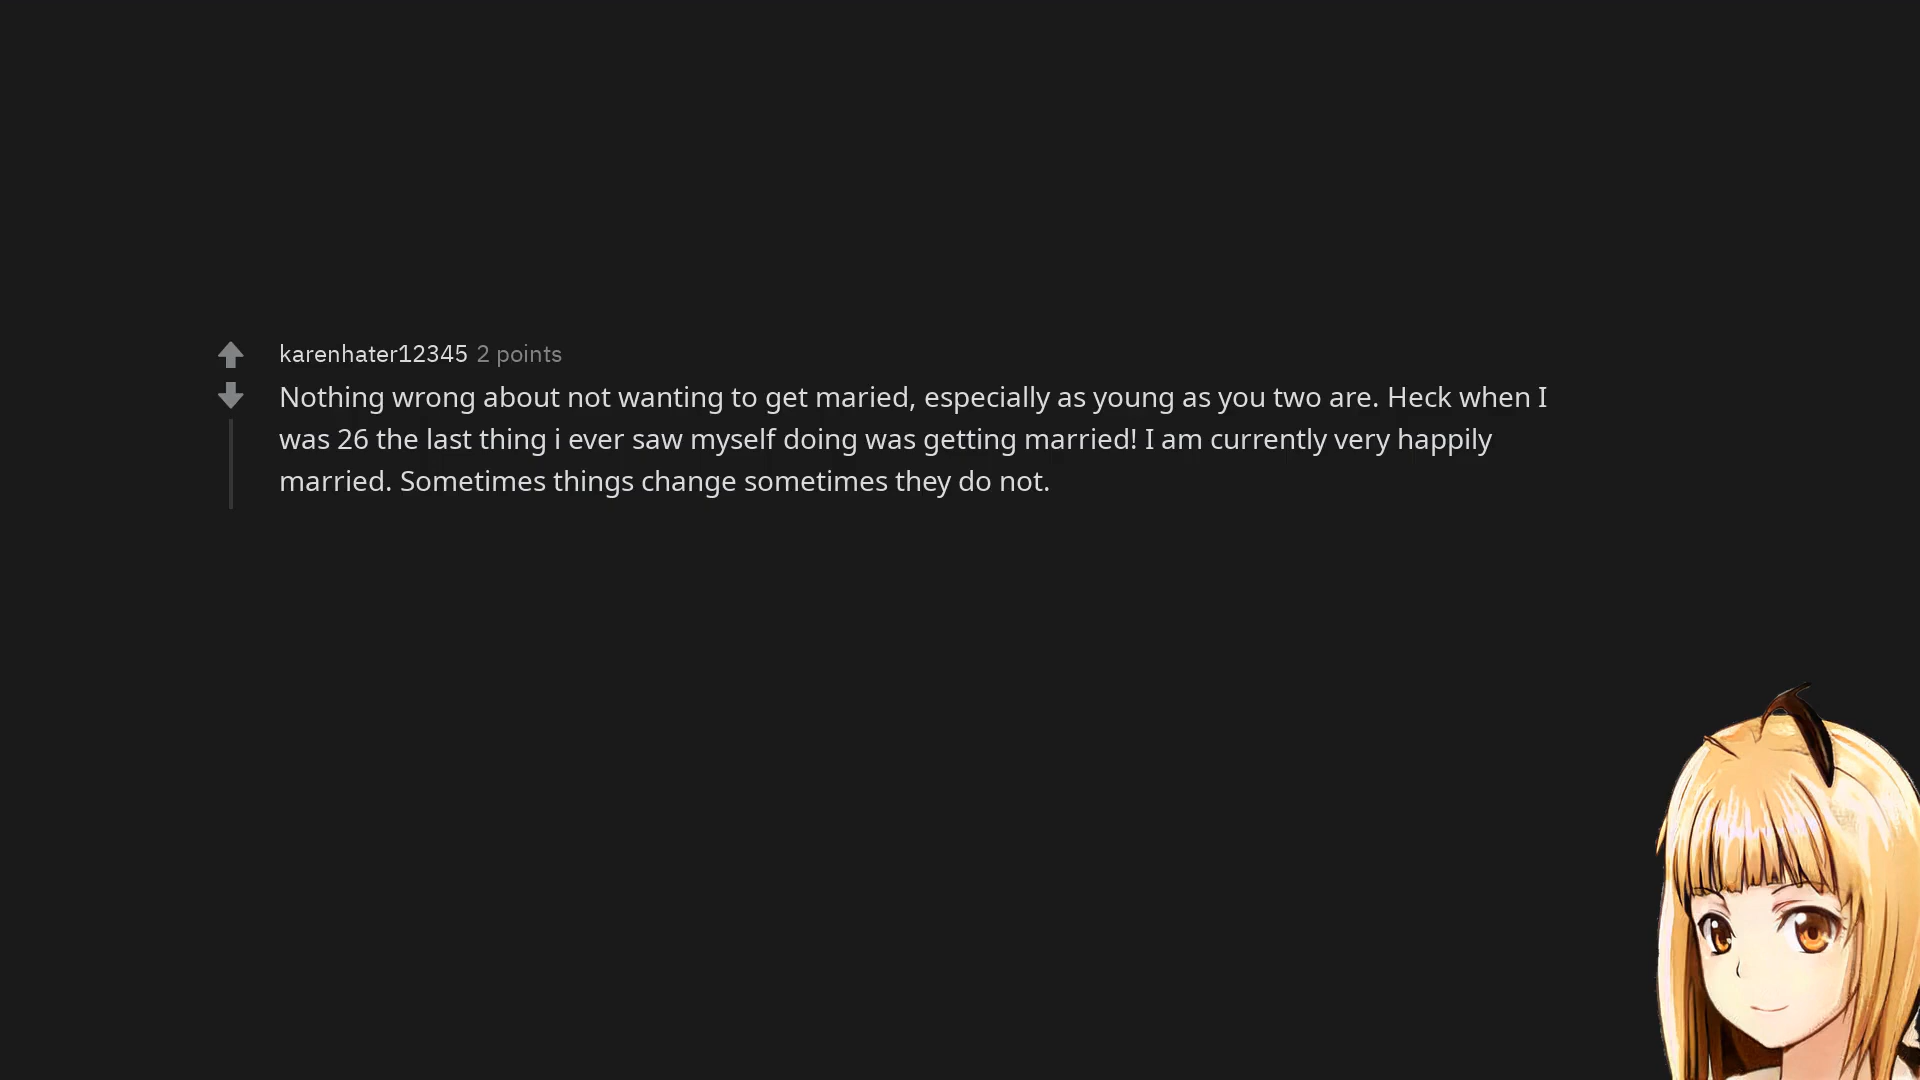 karenhater12345 2 points
Nothing wrong about not wanting to get maried, especially as young as you two are. Heck when I
was 26 the last thing i ever saw myself doing was getting married! I am currently very happily
married. Sometimes things change sometimes they do not.